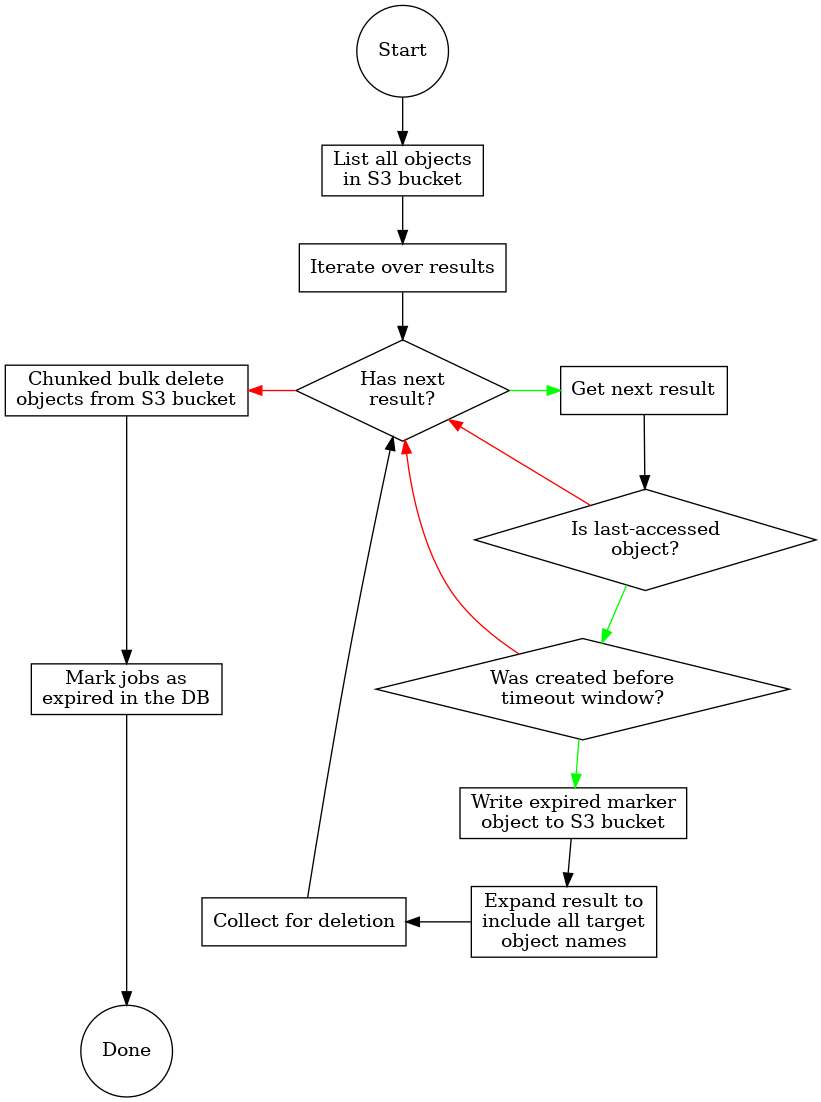 Start
List all objects
in S3 bucket
Iterate over results
Has next
result?
Chunked bulk delete
objects from S3 bucket
Get next result
Is last-accessed
object?
Was created before
timeout window?
Mark jobs as
expired in the DB
Write expired marker
object to S3 bucket
Expand result to
include all target
object names
Collect for deletion
Done